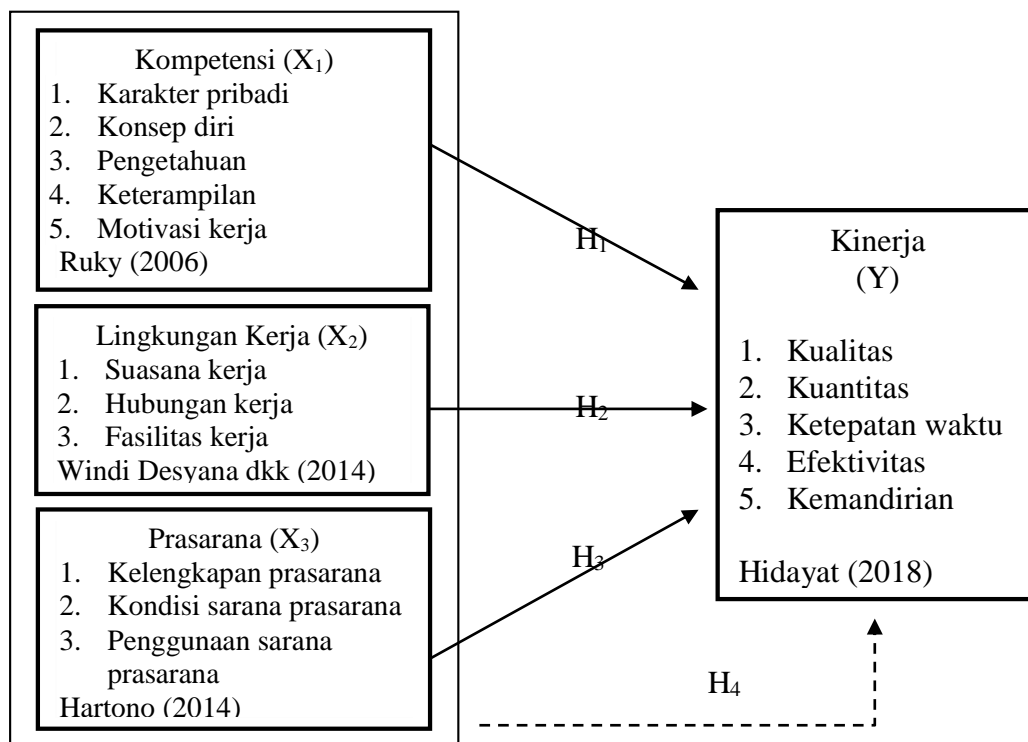 Kompetensi (X₁)
1. Karakter pribadi
2. Konsep diri
3. Pengetahuan
4. Keterampilan
5. Motivasi kerja
Ruky (2006)
Lingkungan Kerja (X₂)
1. Suasana kerja
2. Hubungan kerja
3. Fasilitas kerja
Windi Desyana dkk (2014)
Prasarana (X₃)
1. Kelengkapan prasarana
2. Kondisi sarana prasarana
3. Penggunaan sarana
prasarana
Hartono (2014)
H₁
H₂
H₃
H₄
Kinerja
(Y)
1. Kualitas
2. Kuantitas
3. Ketepatan waktu
4. Efektivitas
5. Kemandirian
Hidayat (2018)